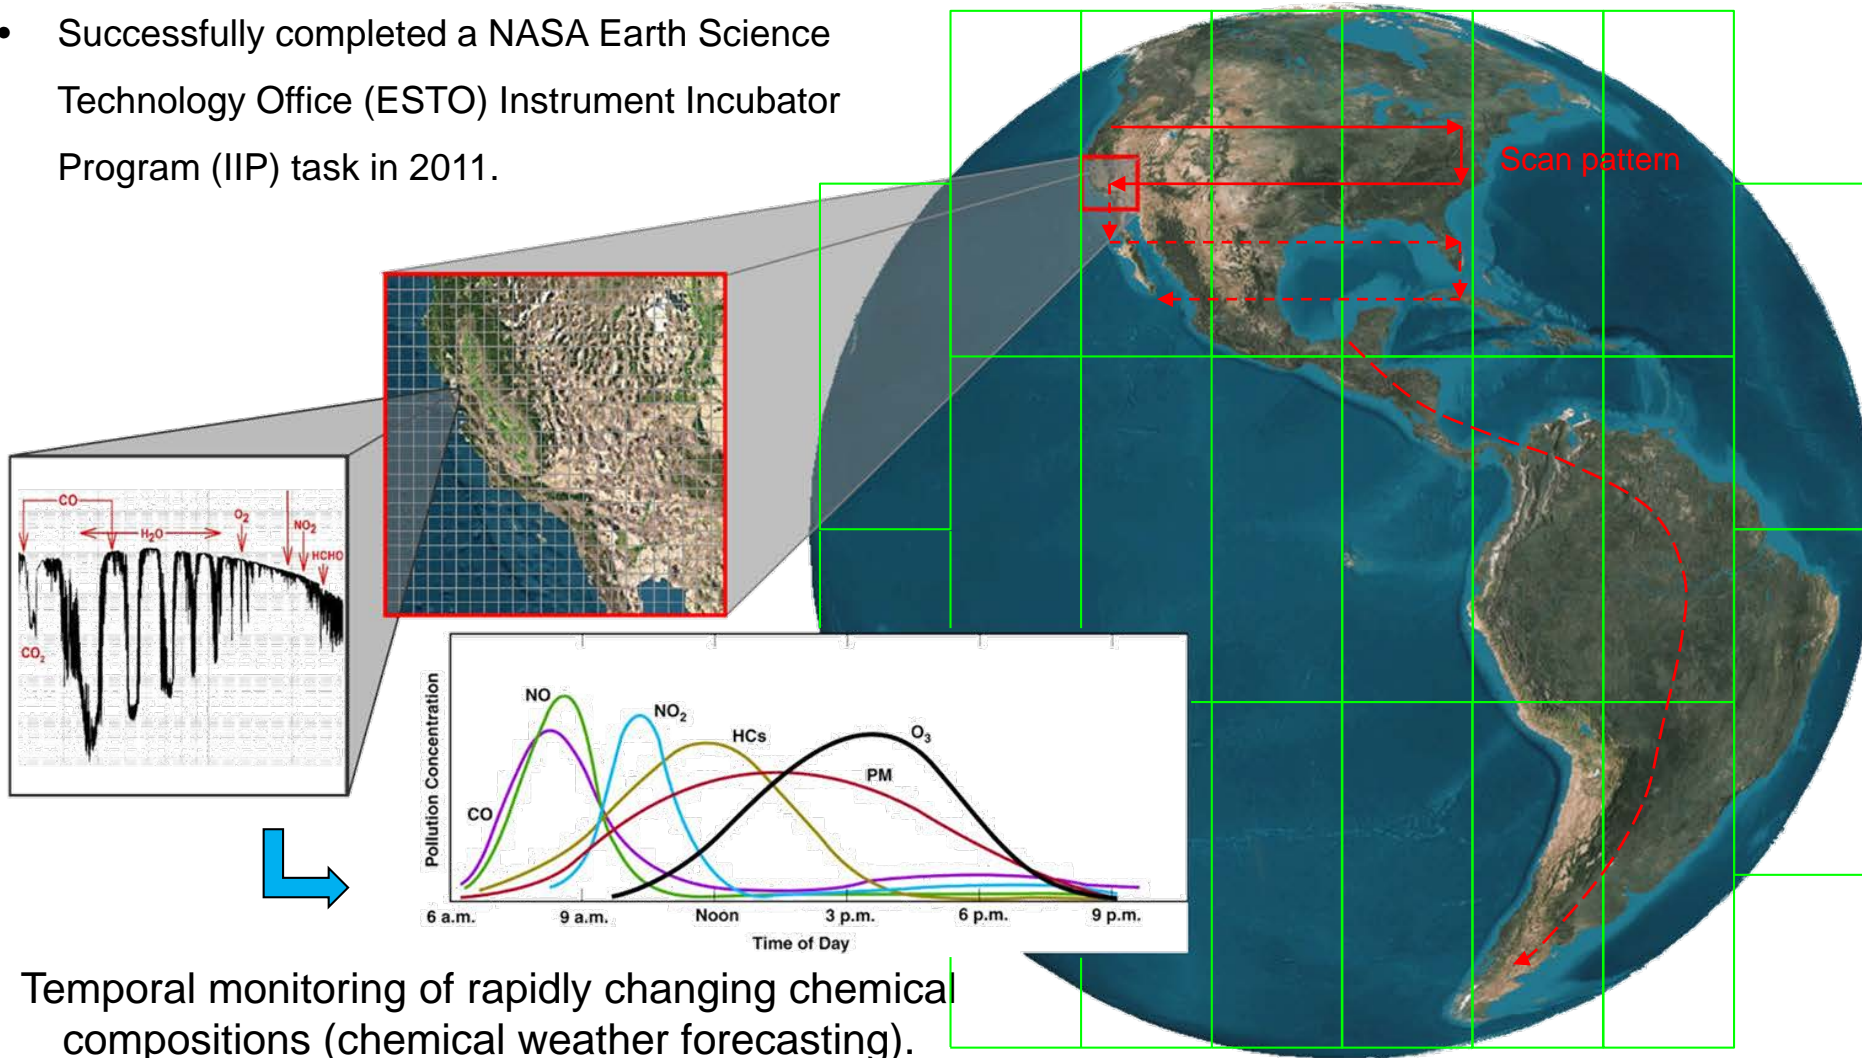 • Successfully completed a NASA Earth Science
Technology Office (ESTO) Instrument Incubator
Program (IIP) task in 2011.
Scan pattern
CO
H₂O
O₂
NO₂
HCHO
CO₂
Pollution Concentration
NO
NO₂
HCs
O₃
PM
CO
6 a.m. 9 a.m. Noon 3 p.m. 6 p.m. 9 p.m.
Time of Day
Temporal monitoring of rapidly changing chemical
compositions (chemical weather forecasting).